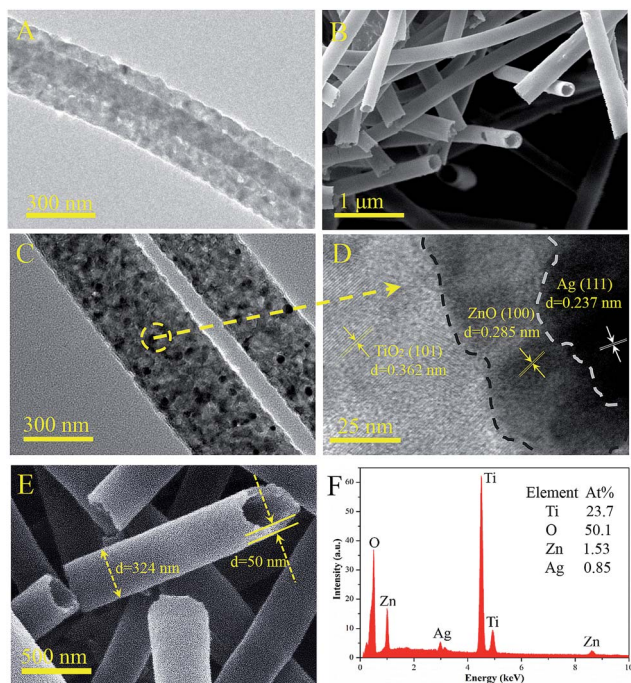 A
300 nm
B
1 μm
C
300 nm
D
Ag (111)
d=0.237 nm
ZnO (100)
d=0.285 nm
TiO₂ (101)
d=0.362 nm
25 nm
E
d=324 nm
d=50 nm
500 nm
F
Ti
Element At%
Ti 23.7
O 50.1
Zn 1.53
Ag 0.85
O
Zn
Ag
Ti
Zn
Intensity (a.u.)
60
50
40
30
20
10
0
0 2 4 6 8 10
Energy (keV)